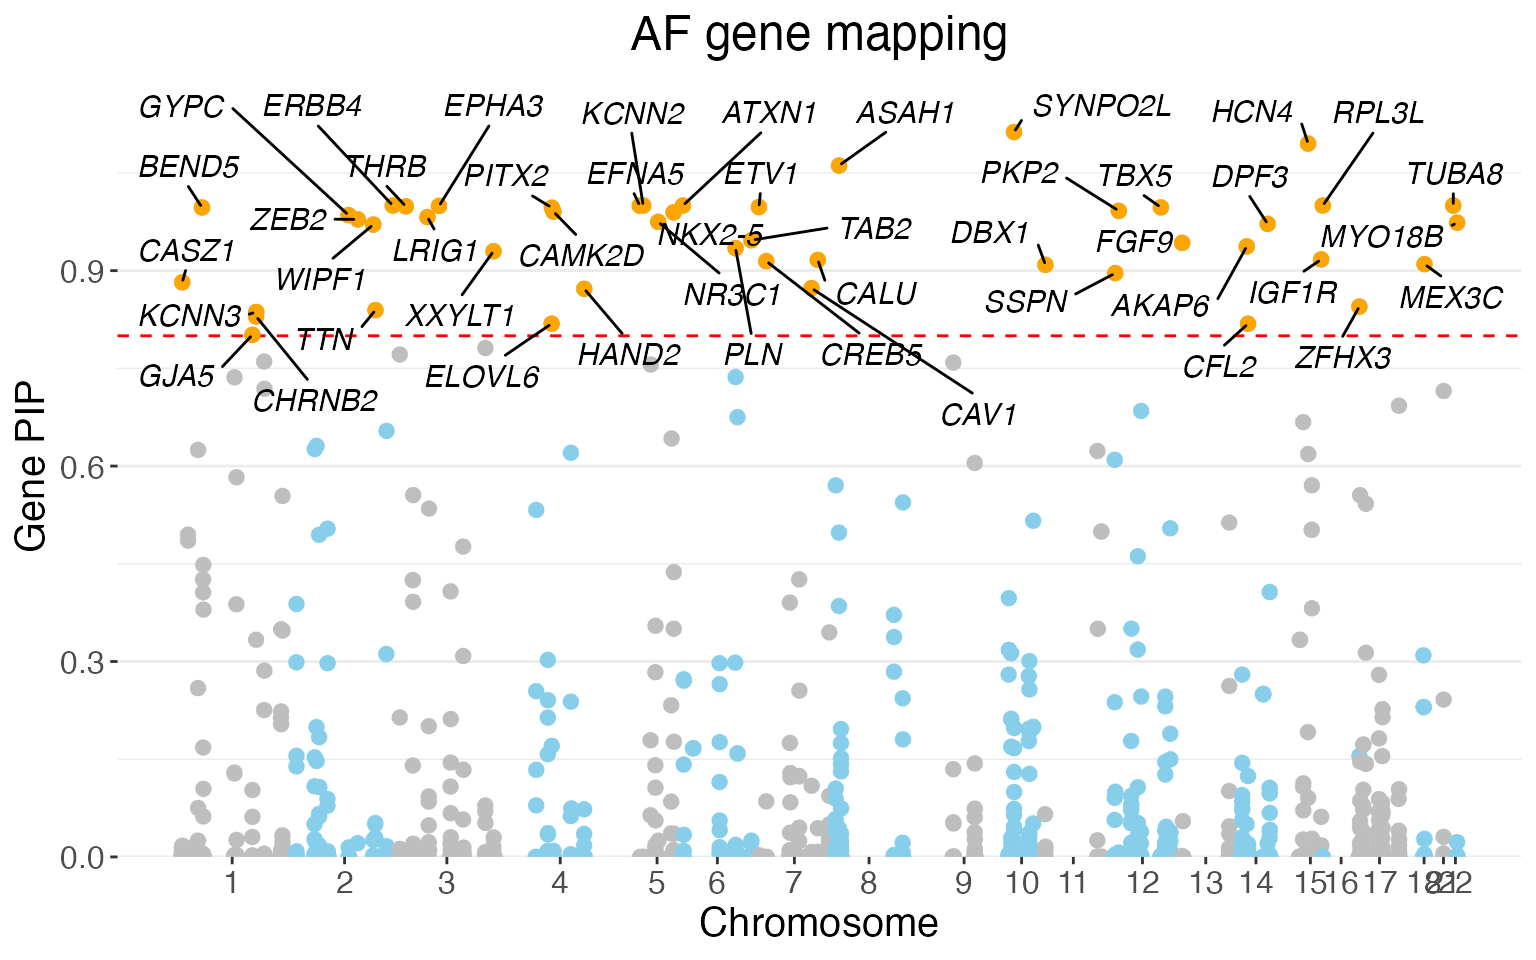 AF gene mapping
GYPC
ERBB4
EPHA3
KCNN2
ATXN1
ASAH1
SYNPO2L
HCN4
RPL3L
BEND5
THRB
PITX2
EFNA5
ETV1
PKP2
TBX5
DPF3
TUBA8
ZEB2
NKX2-5
TAB2
DBX1
FGF9
MYO18B
CASZ1
WIPF1
LRIG1
CAMK2D
NR3C1
CALU
SSPN
AKAP6
IGF1R
MEX3C
KCNN3
TTN
XXYLT1
HAND2
PLN
CREB5
CFL2
ZFHX3
GJA5
CHRNB2
ELOVL6
CAV1
Gene PIP
0.9
0.6
0.3
0.0
1 2 3 4 5 6 7 8 9 10 11 12 13 14 15 16 17 18 21 22
Chromosome